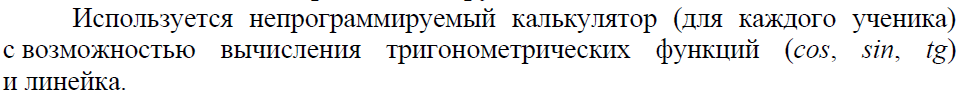 Используется непрограммируемый калькулятор (для каждого ученика)
с возможностью вычисления тригонометрических функций (cos, sin, tg)
и линейка.